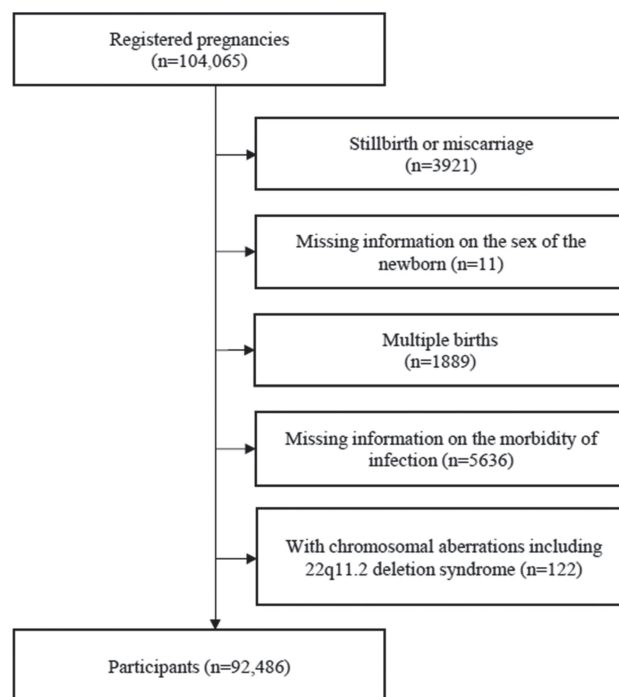 Registered pregnancies
(n=104,065)
Stillbirth or miscarriage
(n=3921)
Missing information on the sex of the
newborn (n=11)
Multiple births
(n=1889)
Missing information on the morbidity of
infection (n=5636)
With chromosomal aberrations including
22q11.2 deletion syndrome (n=122)
Participants (n=92,486)